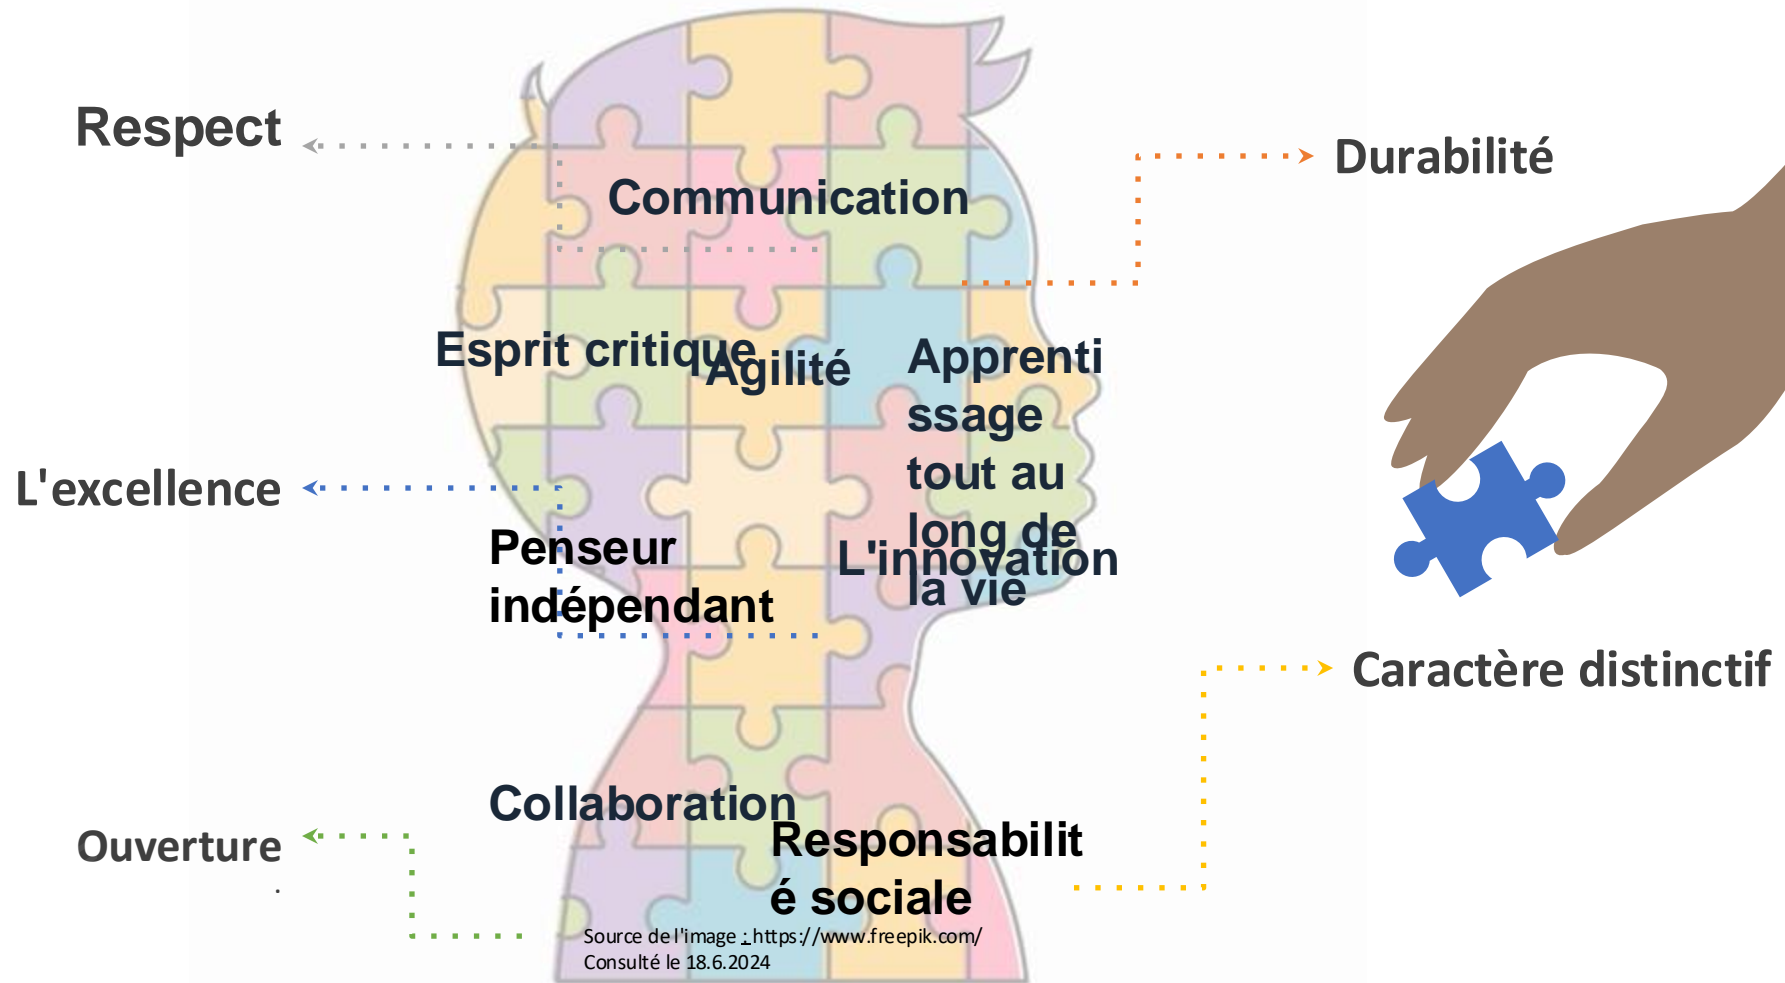 Respect
Durabilité
Communication
Esprit critique
Agilité
Apprenti
ssage
tout au
long de
la vie
L'excellence
Penseur
indépendant
L'innovation
Caractère distinctif
Collaboration
Ouverture
.
Responsabilit
é sociale
Source de l'image : https://www.freepik.com/
Consulté le 18.6.2024